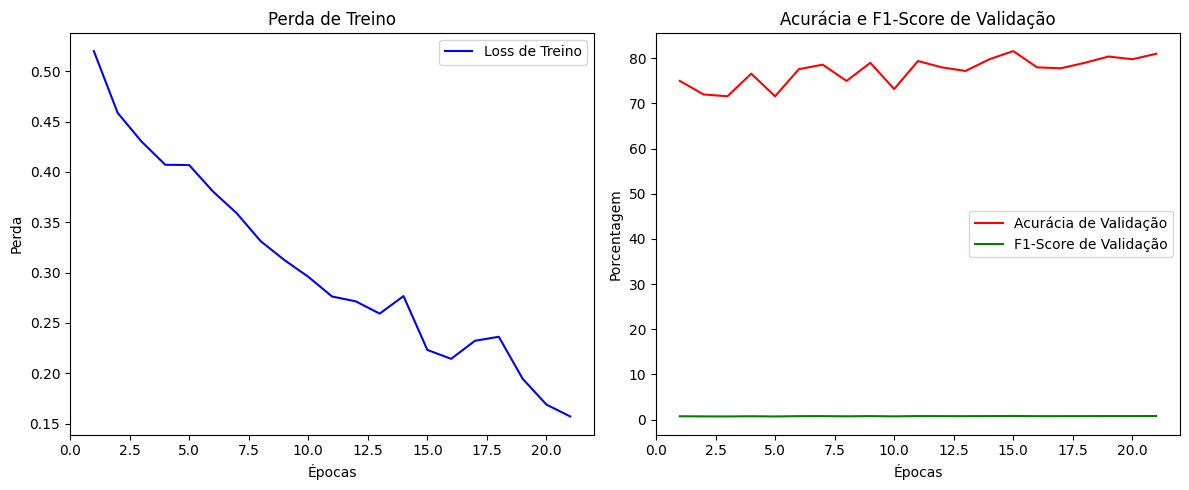 Perda de Treino
Loss de Treino
0.50
0.45
0.40
0.35
0.30
0.25
0.20
0.15
Perda
0.0 2.5 5.0 7.5 10.0 12.5 15.0 17.5 20.0
Épocas
Acurácia e F1-Score de Validação
80
70
60
50
40
30
20
10
0
Porcentagem
Acurácia de Validação
F1-Score de Validação
0.0 2.5 5.0 7.5 10.0 12.5 15.0 17.5 20.0
Épocas